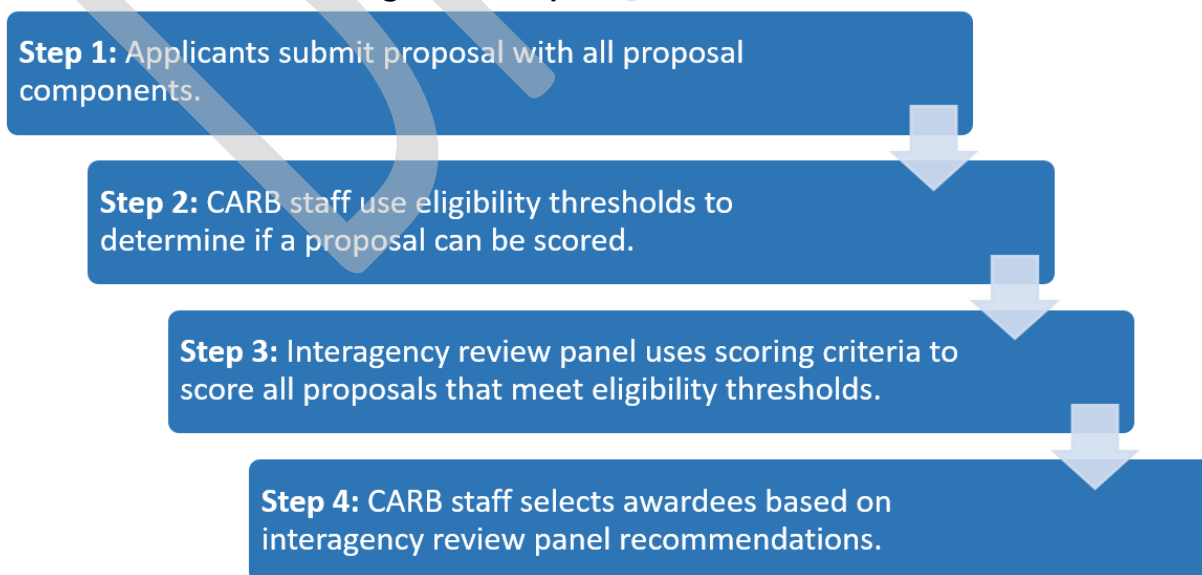 Step 1: Applicants submit proposal with all proposal
components.
Step 2: CARB staff use eligibility thresholds to
determine if a proposal can be scored.
Step 3: Interagency review panel uses scoring criteria to
score all proposals that meet eligibility thresholds.
Step 4: CARB staff selects awardees based on
interagency review panel recommendations.